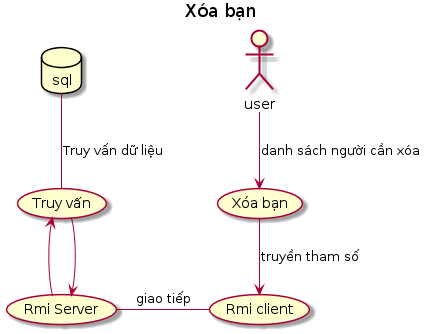 Xóa bạn
sql
user
Truy vấn dữ liệu
danh sách người cần xóa
Truy vấn
Xóa bạn
truyền tham số
giao tiếp
Rmi Server
Rmi client